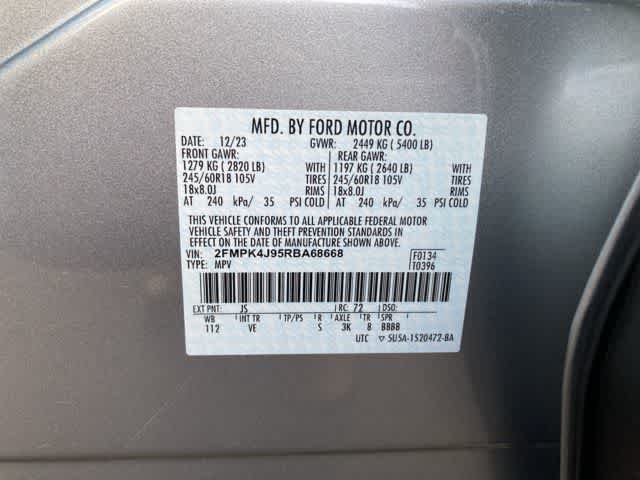 MFD. BY FORD MOTOR CO.
DATE: 12/23 GVWR: 2449 KG ( 5400 LB)
FRONT GAWR: REAR GAWR:
1279 KG ( 2820 LB) WITH 1197 KG ( 2640 LB) WITH
245/60R18 105V TIRES 245/60R18 105V TIRES
18x8.0J RIMS 18x8.0J RIMS
AT 240 kPa/ 35 PSI COLD AT 240 kPa/ 35 PSI COLD
THIS VEHICLE CONFORMS TO ALL APPLICABLE FEDERAL MOTOR
VEHICLE SAFETY AND THEFT PREVENTION STANDARDS IN
EFFECT ON THE DATE OF MANUFACTURE SHOWN ABOVE.
VIN: 2FMPK4J95RBA68668 F0134
TYPE: MPV T0396
EXT PNT: JS RC: 72 DSO:
WB INT TR TP/PS R AXLE TR SPR
112 VE S 3K 8 BBBB
UTC ▽ 5U5A-1520472-BA